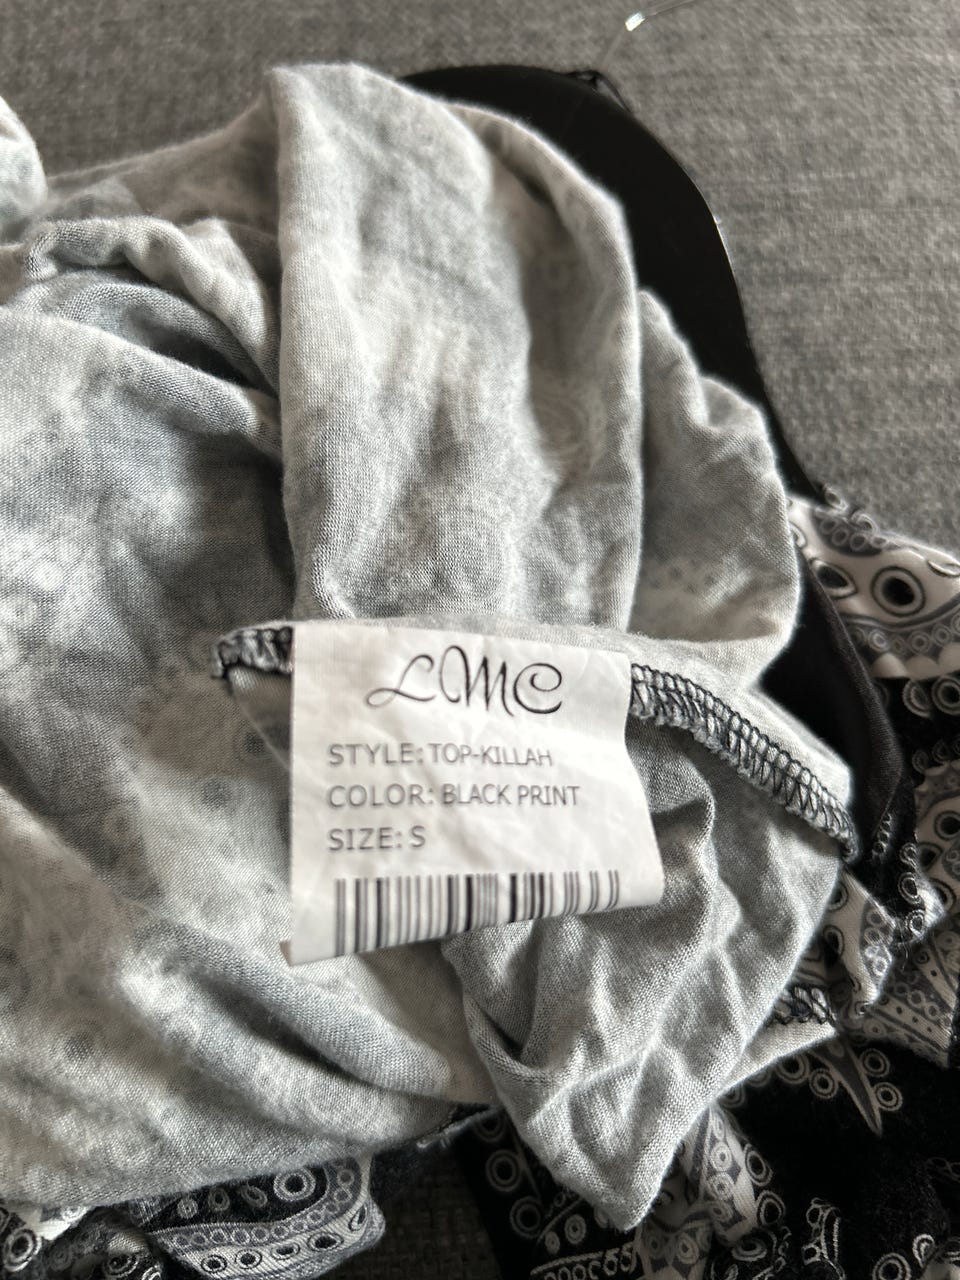 LMC
STYLE: TOP-KILLAH
COLOR: BLACK PRINT
SIZE: S